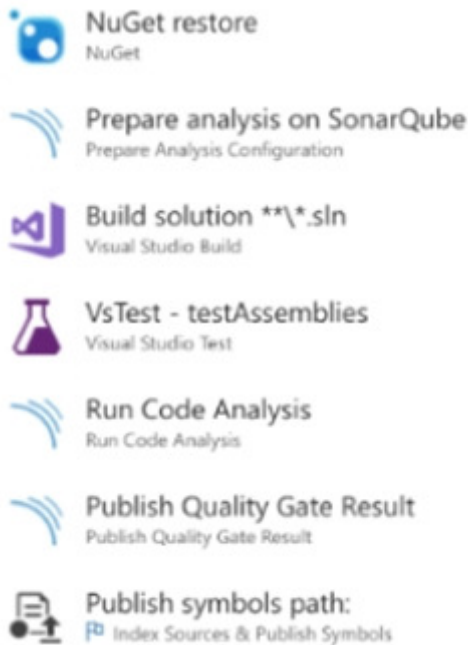 NuGet restore
NuGet
Prepare analysis on SonarQube
Prepare Analysis Configuration
Build solution **\*.sln
Visual Studio Build
VsTest - testAssemblies
Visual Studio Test
Run Code Analysis
Run Code Analysis
Publish Quality Gate Result
Publish Quality Gate Result
Publish symbols path:
Index Sources & Publish Symbols